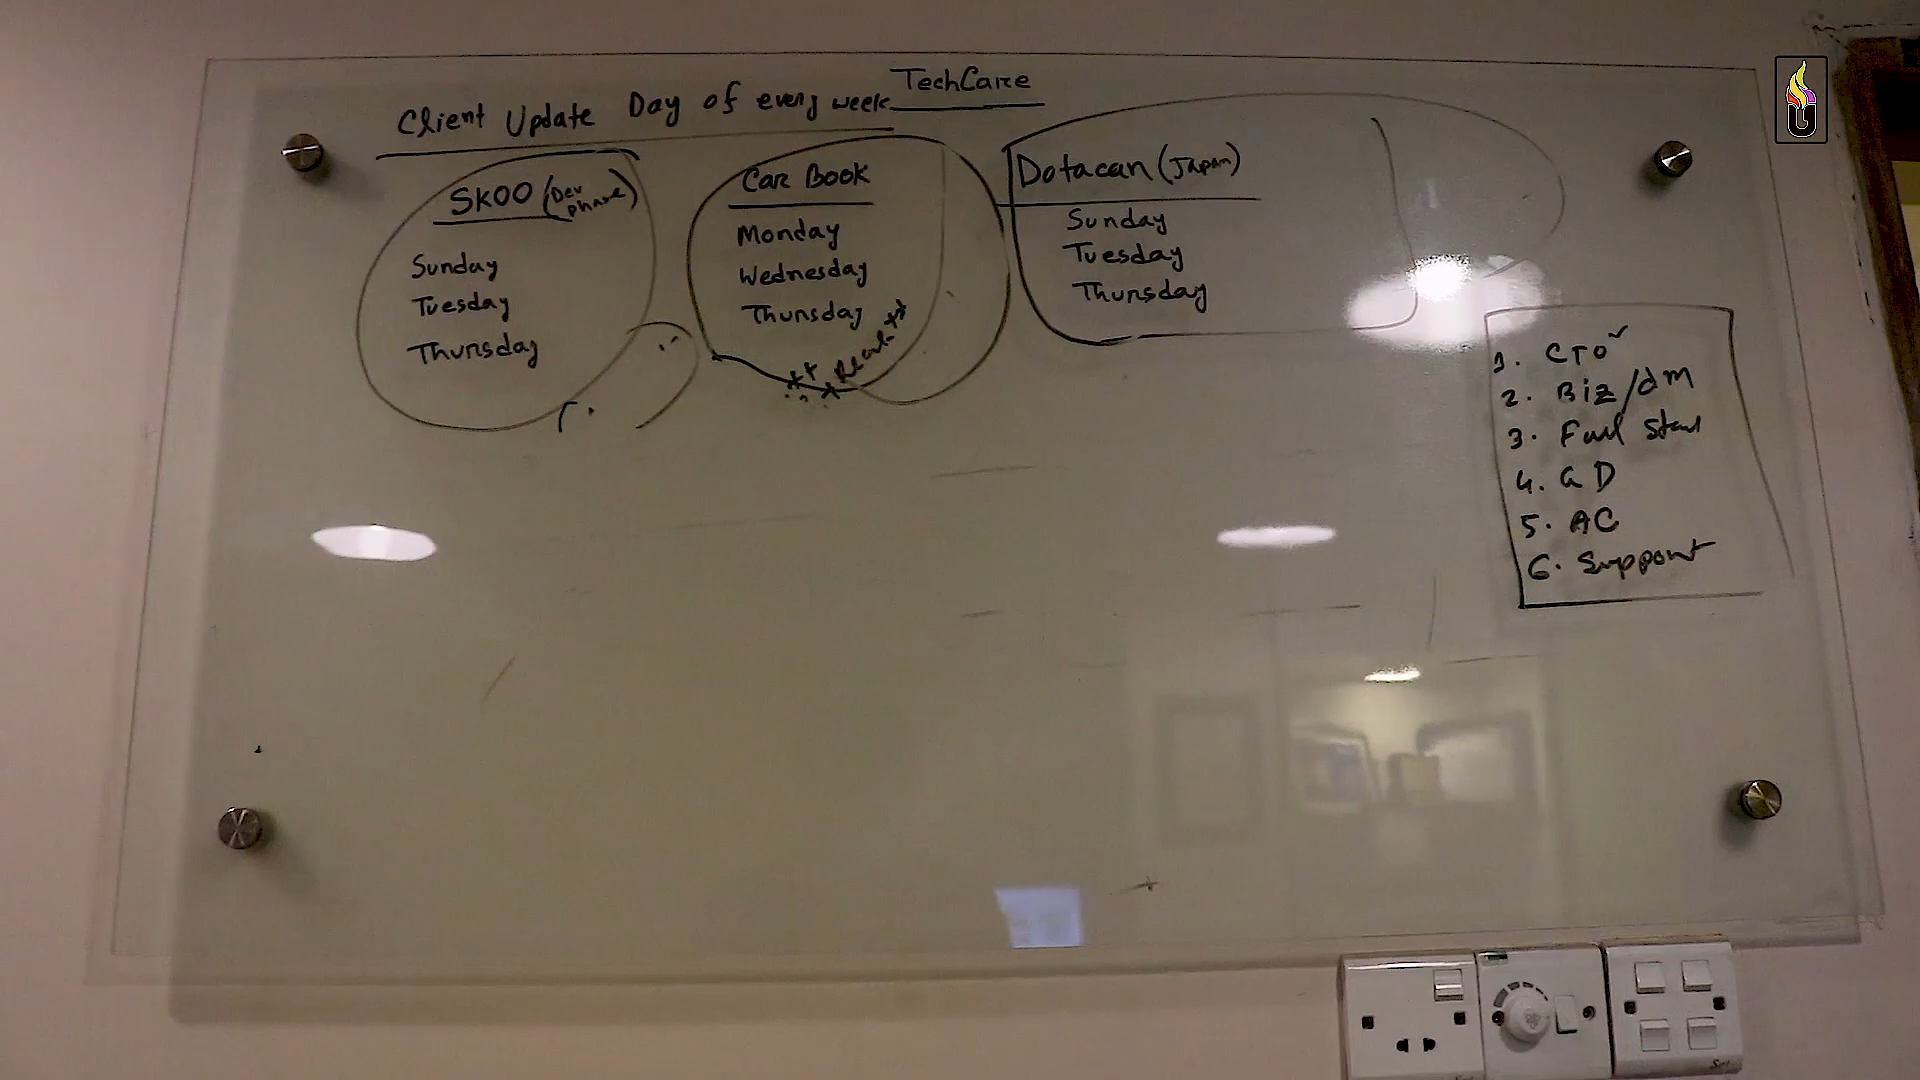 TechCare
Client Update Day of every week
SKOO (Dev phase)
Sunday
Tuesday
Thursday
Car Book
Monday
Wednesday
Thursday
Dotacan (Japan)
Sunday
Tuesday
Thursday
1. CTO
2. Biz/dm
3. Full
4. GD
5. AC
6. Support